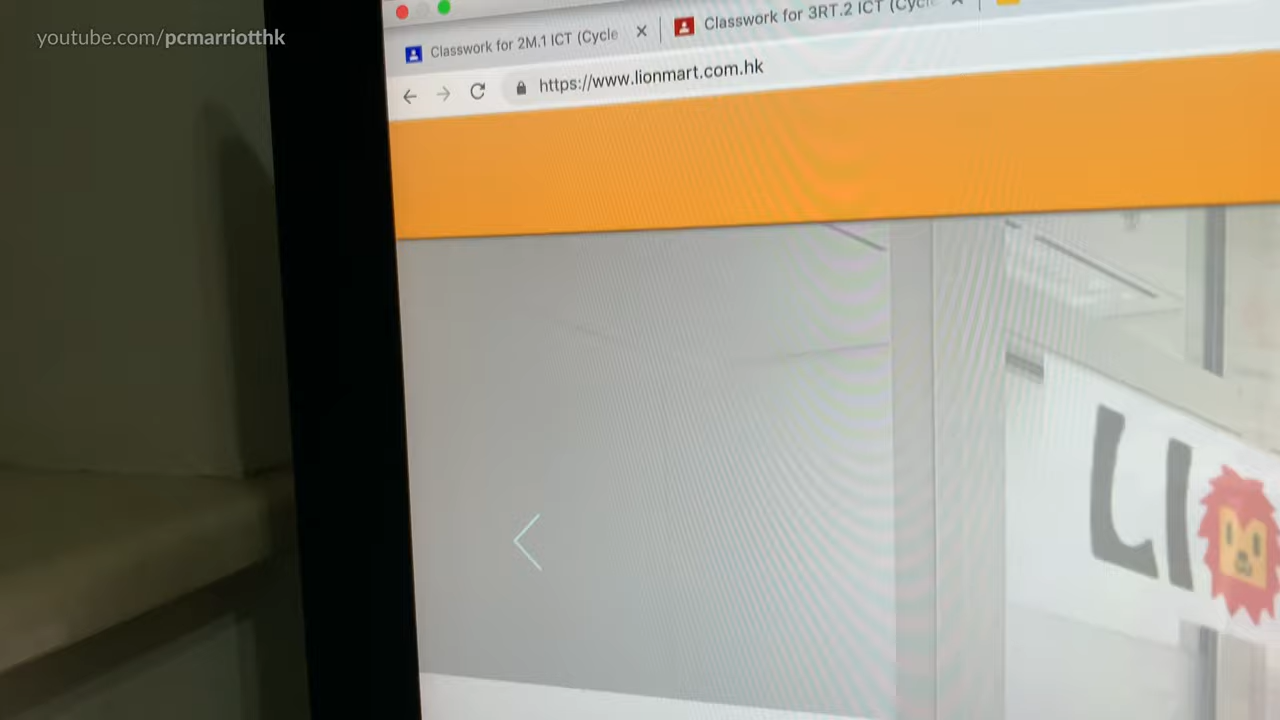 youtube.com/pcmarriotthk
Classwork for 2M.1 ICT (Cycle
Classwork for 3RT.2 ICT (Cycle
https://www.lionmart.com.hk
LI